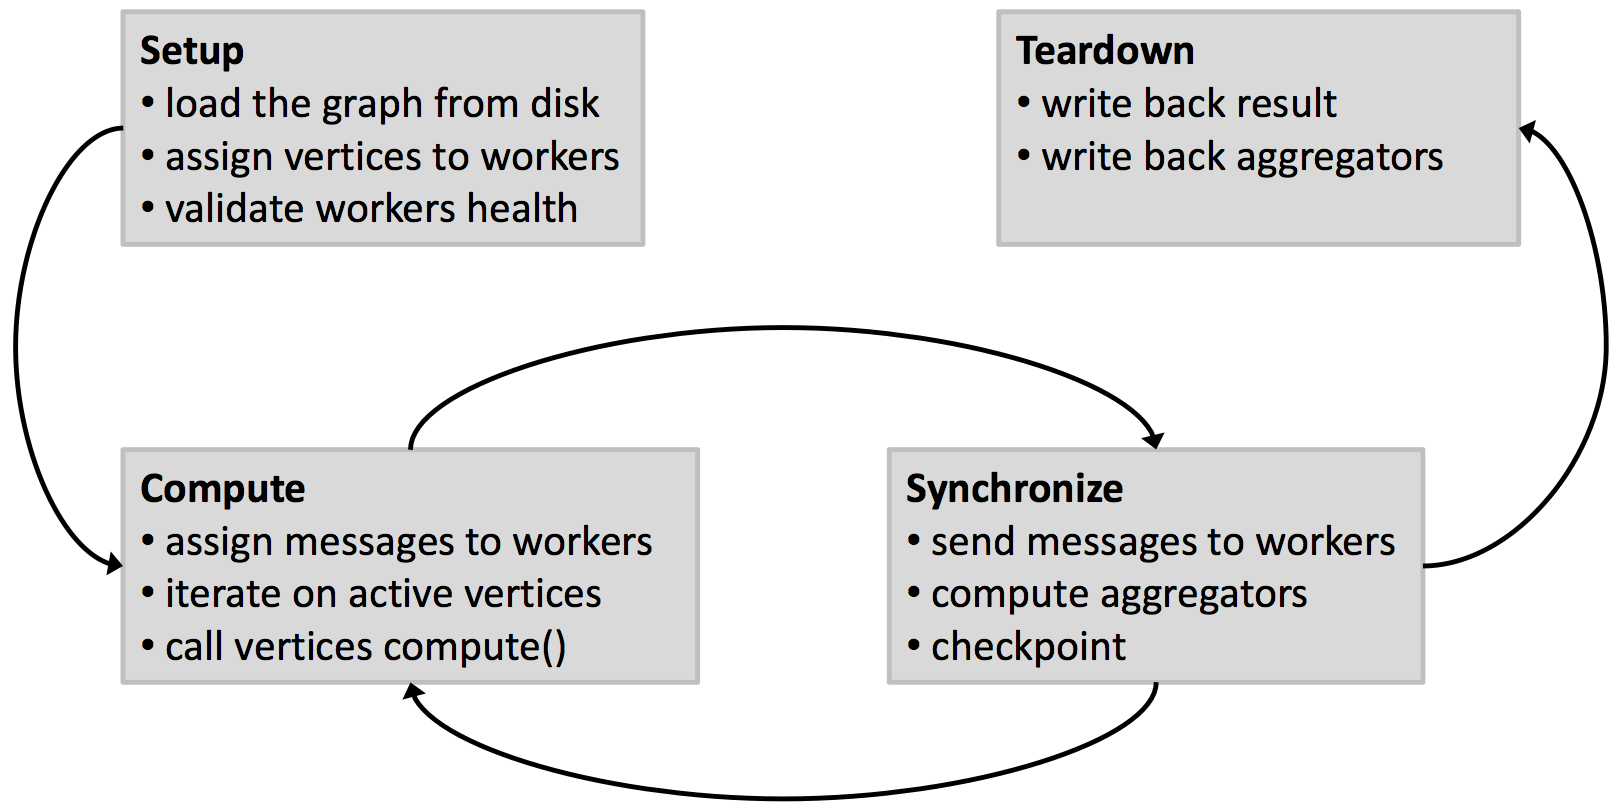 Setup
• load the graph from disk
• assign vertices to workers
• validate workers health
Teardown
• write back result
• write back aggregators
Compute
• assign messages to workers
• iterate on active vertices
• call vertices compute()
Synchronize
• send messages to workers
• compute aggregators
• checkpoint